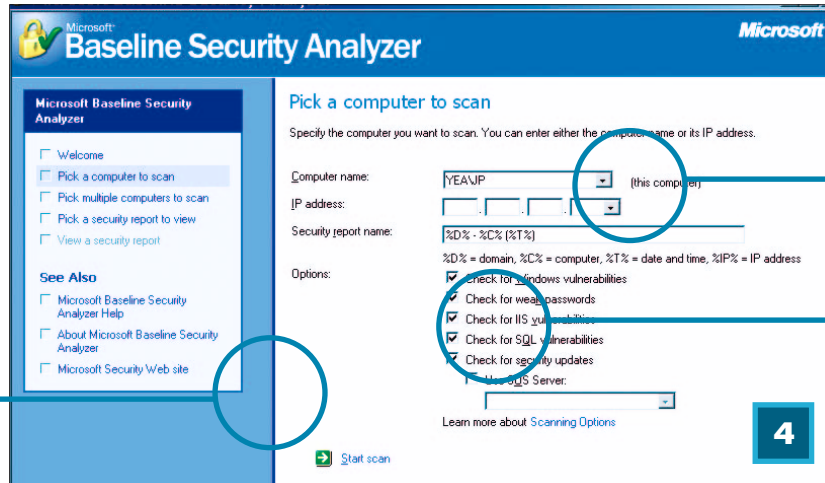 Microsoft
Baseline Security Analyzer
Microsoft
Microsoft Baseline Security
Analyzer
Welcome
Pick a computer to scan
Pick multiple computers to scan
Pick a security report to view
View a security report
See Also
Microsoft Baseline Security
Analyzer Help
About Microsoft Baseline Security
Analyzer
Microsoft Security Web site
Pick a computer to scan
Specify the computer you want to scan. You can enter either the computer name or its IP address.
Computer name:
YEA\JP
(this computer)
IP address:
Security report name:
%D% - %C% (%T%)
%D% = domain, %C% = computer, %T% = date and time, %IP% = IP address
Options:
Check for Windows vulnerabilities
Check for weak passwords
Check for IIS vulnerabilities
Check for SQL vulnerabilities
Check for security updates
Use SUS Server:
Learn more about Scanning Options
Start scan
4